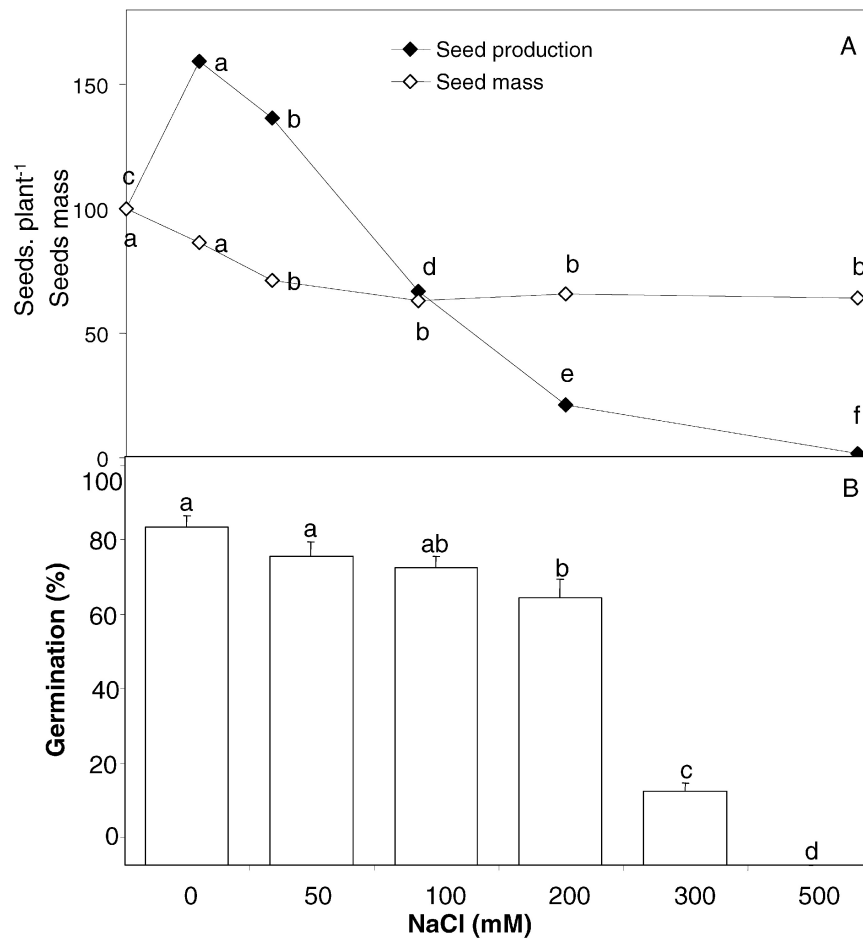 A
Seed production
Seed mass
Seeds. plant⁻¹
Seeds mass
150
100
50
0
c
a
a
a
b
b
d
b
b
e
b
f
B
Germination (%)
100
80
60
40
20
0
a
a
ab
b
c
d
0 50 100 200 300 500
NaCl (mM)